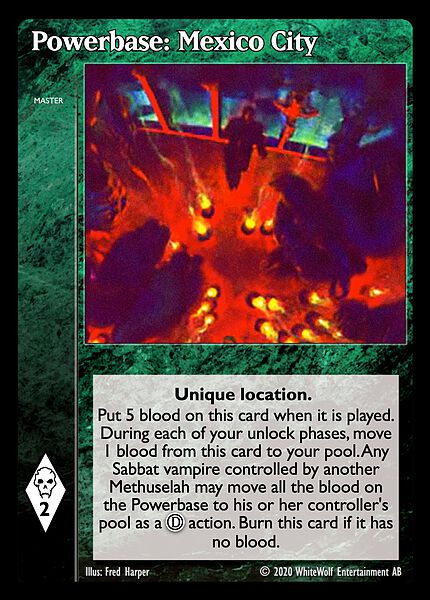 Powerbase: Mexico City
MASTER
Unique location.
Put 5 blood on this card when it is played.
During each of your unlock phases, move
1 blood from this card to your pool. Any
Sabbat vampire controlled by another
Methuselah may move all the blood on
the Powerbase to his or her controller's
pool as a Ⓓ action. Burn this card if it has
no blood.
2
Illus: Fred Harper
© 2020 WhiteWolf Entertainment AB